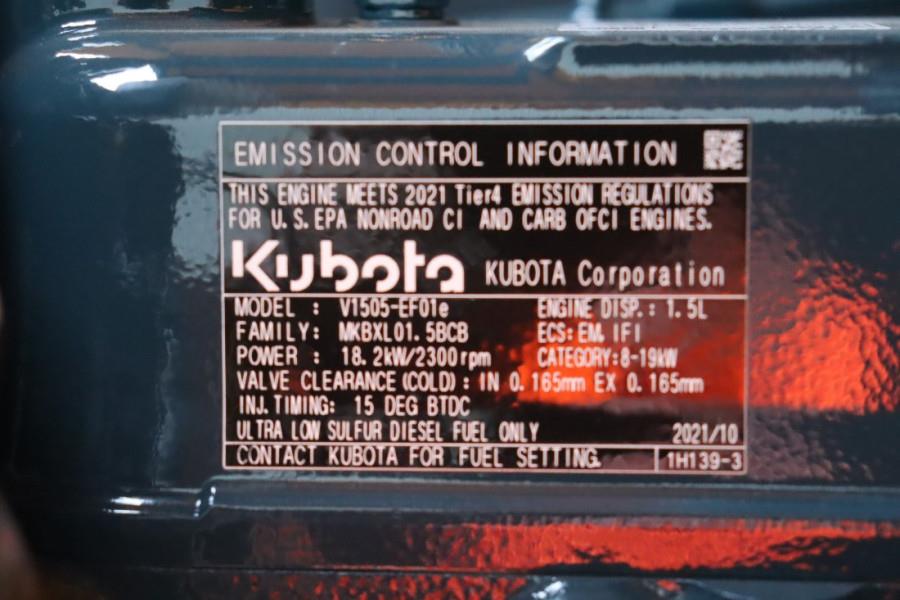 EMISSION CONTROL INFORMATION
THIS ENGINE MEETS 2021 Tier4 EMISSION REGULATIONS
FOR U.S.EPA NONROAD CI AND CARB OFCI ENGINES.
Kubota KUBOTA Corporation
MODEL : V1505-EF01e ENGINE DISP.: 1.5L
FAMILY: MKBXL01.5BCB ECS:EM,IFI
POWER : 18.2kW/2300rpm CATEGORY:8-19kW
VALVE CLEARANCE(COLD): IN 0.165mm EX 0.165mm
INJ.TIMING: 15 DEG BTDC
ULTRA LOW SULFUR DIESEL FUEL ONLY 2021/10
CONTACT KUBOTA FOR FUEL SETTING. 1H139-3